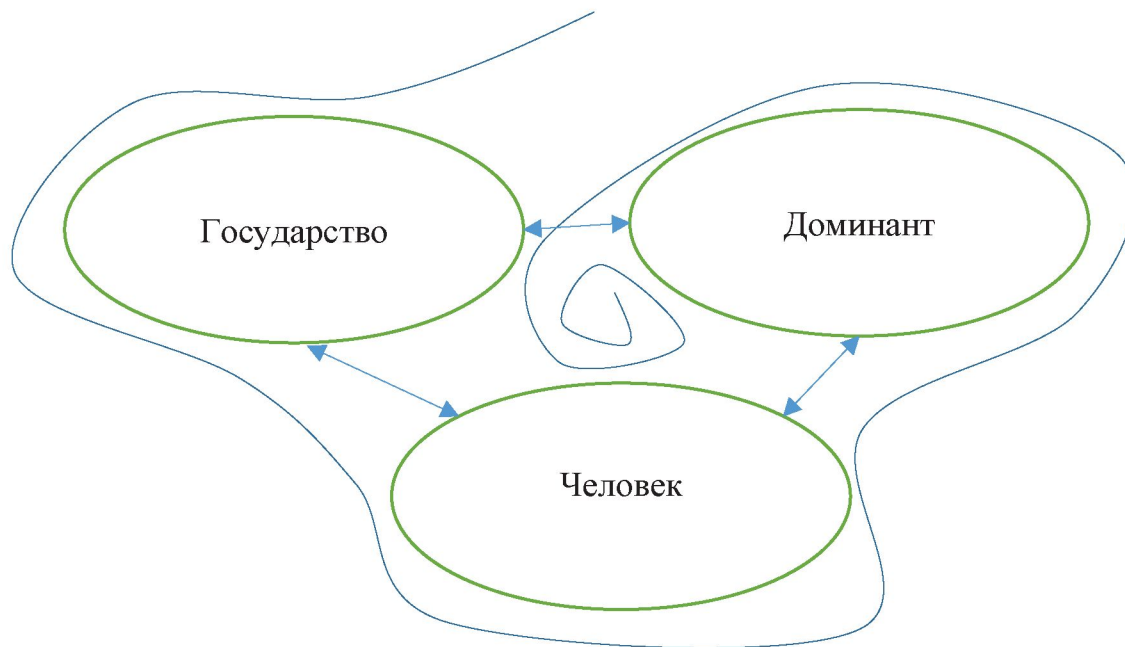 Государство
Доминант
Человек